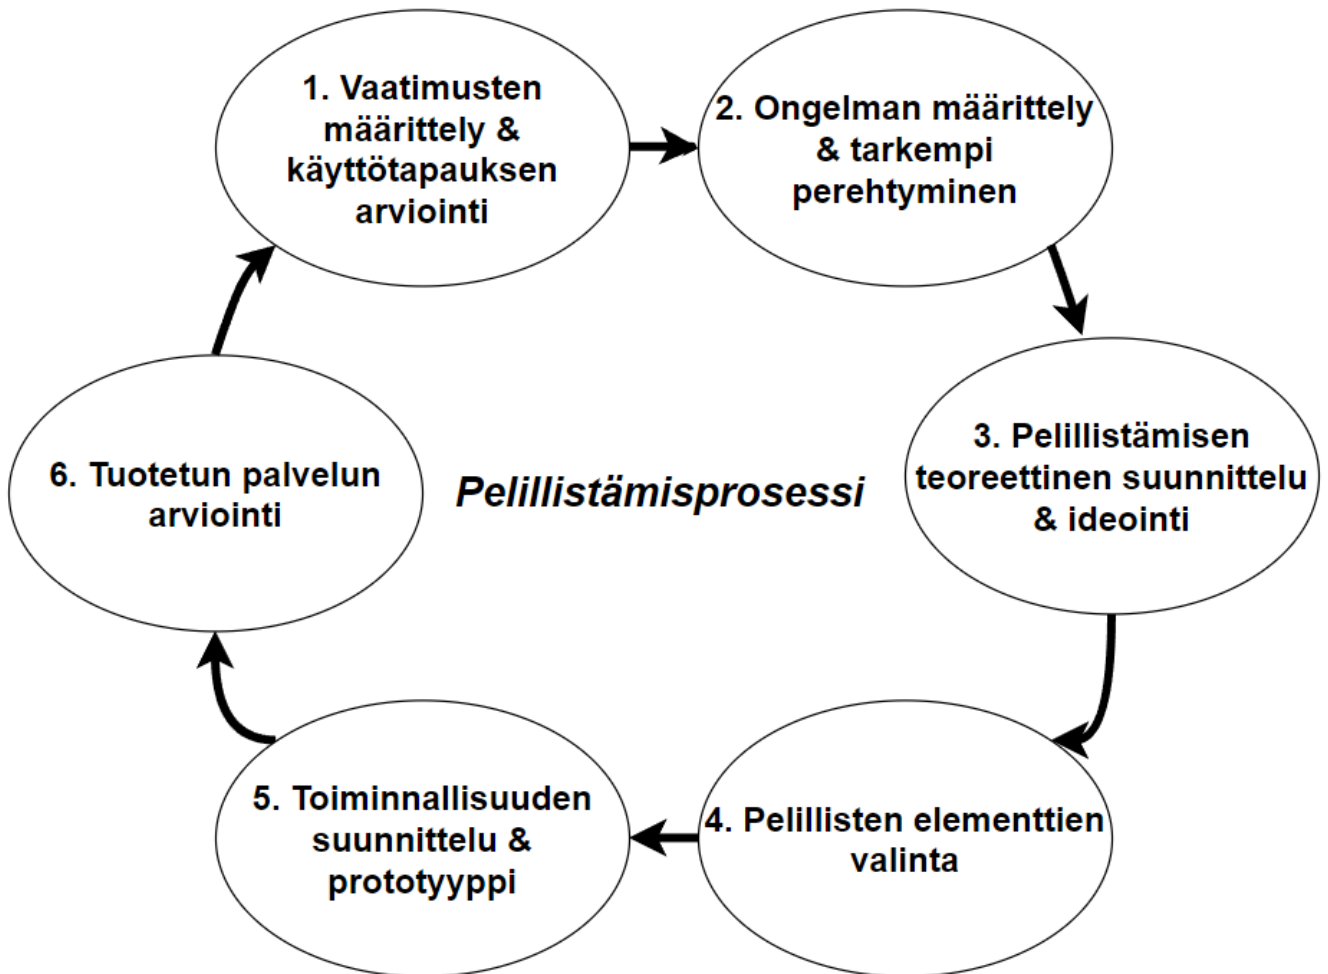 1. Vaatimusten
määrittely &
käyttötapauksen
arviointi
2. Ongelman määrittely
& tarkempi
perehtyminen
3. Pelillistämisen
teoreettinen suunnittelu
& ideointi
6. Tuotetun palvelun
arviointi
Pelillistämisprosessi
5. Toiminnallisuuden
suunnittelu &
prototyyppi
4. Pelillisten elementtien
valinta